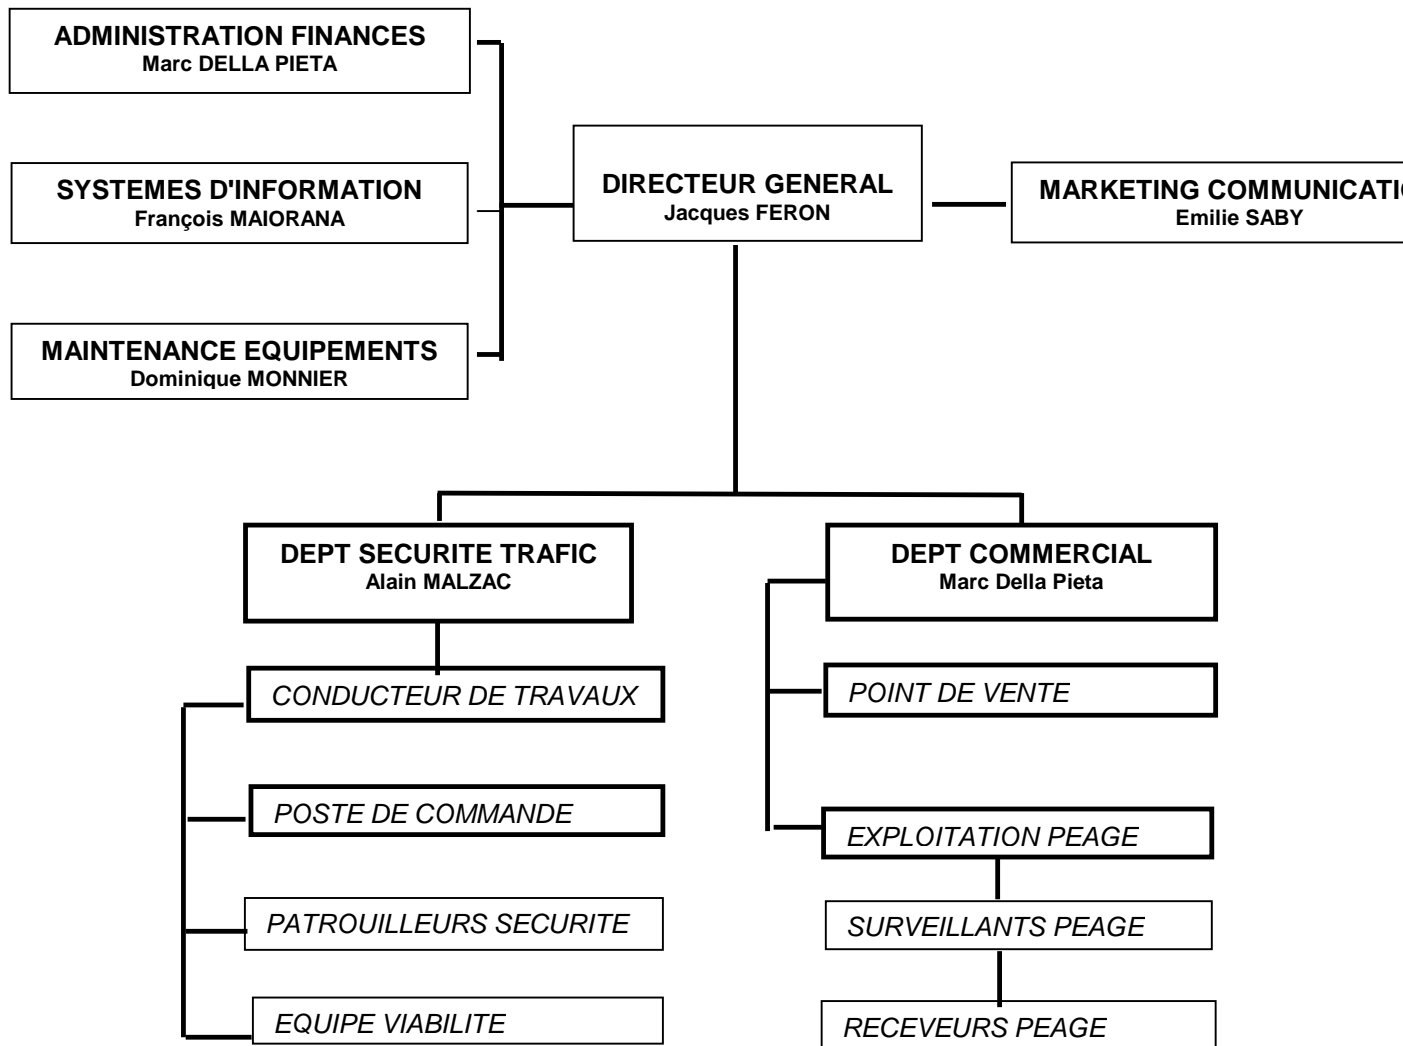 ADMINISTRATION FINANCES
Marc DELLA PIETA
SYSTEMES D'INFORMATION
François MAIORANA
MAINTENANCE EQUIPEMENTS
Dominique MONNIER
DIRECTEUR GENERAL
Jacques FERON
MARKETING COMMUNICATIO
Emilie SABY
DEPT SECURITE TRAFIC
Alain MALZAC
CONDUCTEUR DE TRAVAUX
POSTE DE COMMANDE
PATROUILLEURS SECURITE
EQUIPE VIABILITE
DEPT COMMERCIAL
Marc Della Pieta
POINT DE VENTE
EXPLOITATION PEAGE
SURVEILLANTS PEAGE
RECEVEURS PEAGE